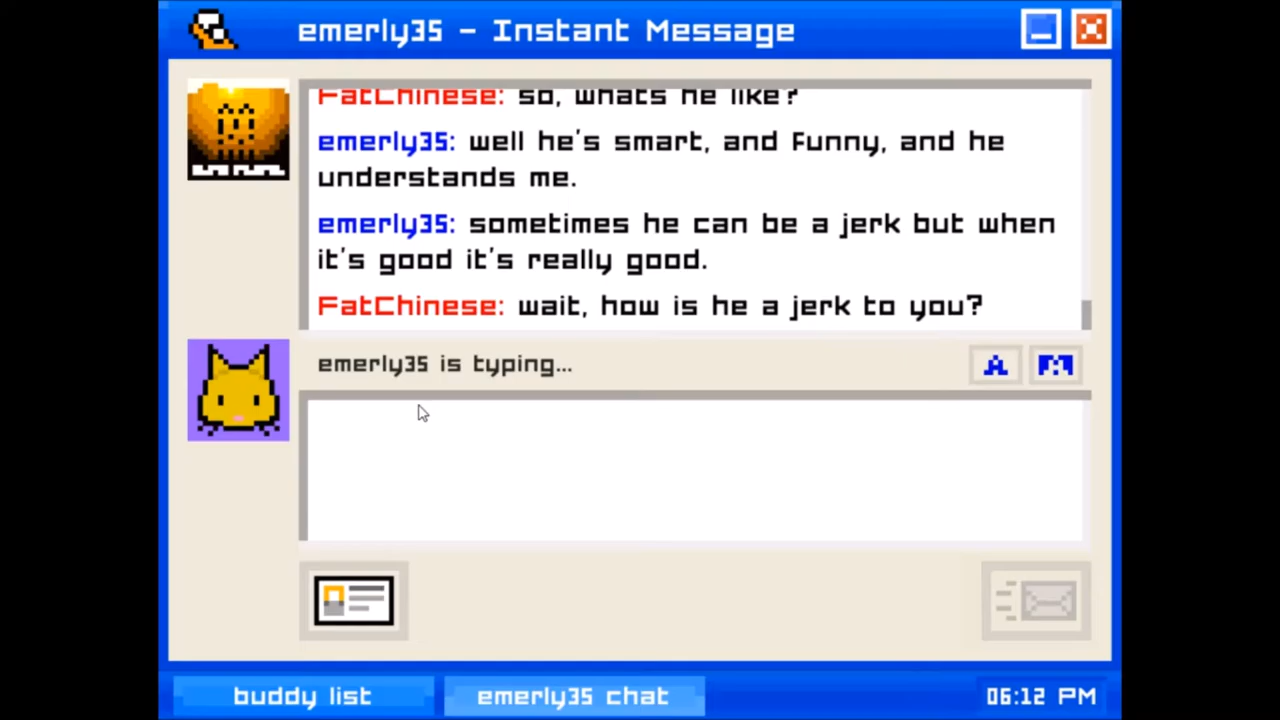 emerly35 - Instant Message
FatChinese: so, whats he like?
emerly35: well he's smart, and funny, and he
understands me.
emerly35: sometimes he can be a jerk but when
it's good it's really good.
FatChinese: wait, how is he a jerk to you?
emerly35 is typing...
A
buddy list
emerly35 chat
06:12 PM